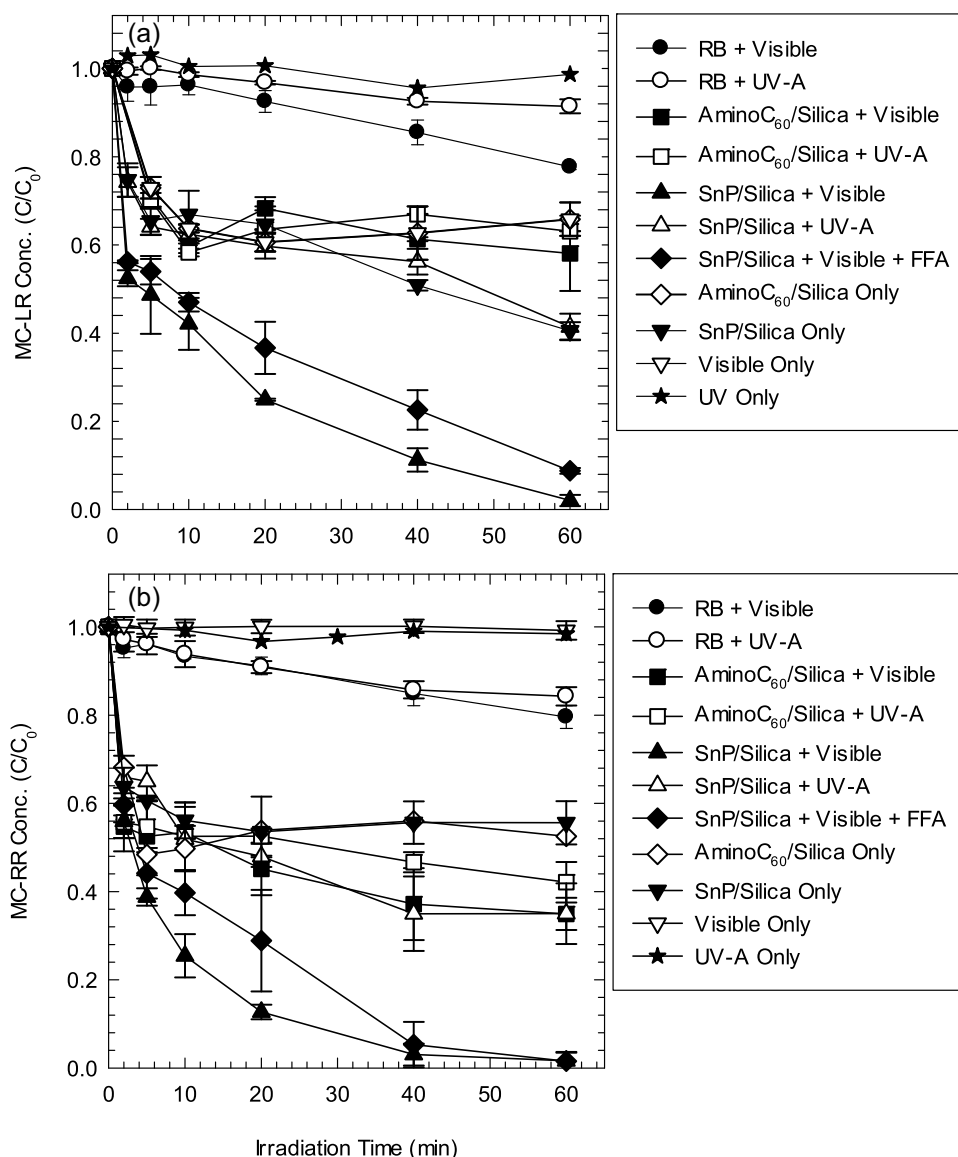 (a)
MC-LR Conc. (C/C0)
1.0
0.8
0.6
0.4
0.2
0.0
0 10 20 30 40 50 60
RB + Visible
RB + UV-A
AminoC60/Silica + Visible
AminoC60/Silica + UV-A
SnP/Silica + Visible
SnP/Silica + UV-A
SnP/Silica + Visible + FFA
AminoC60/Silica Only
SnP/Silica Only
Visible Only
UV Only
(b)
MC-RR Conc. (C/C0)
1.0
0.8
0.6
0.4
0.2
0.0
0 10 20 30 40 50 60
Irradiation Time (min)
RB + Visible
RB + UV-A
AminoC60/Silica + Visible
AminoC60/Silica + UV-A
SnP/Silica + Visible
SnP/Silica + UV-A
SnP/Silica + Visible + FFA
AminoC60/Silica Only
SnP/Silica Only
Visible Only
UV-A Only